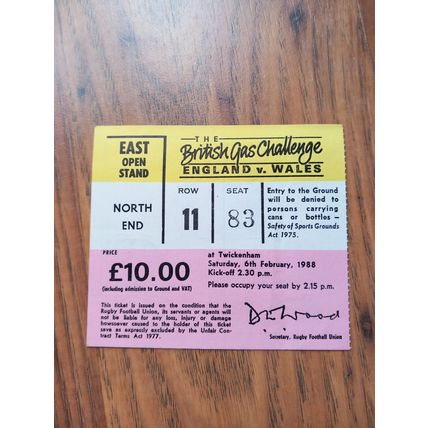 EAST
OPEN
STAND
THE
British Gas Challenge
ENGLAND v. WALES
NORTH
END
ROW
11
SEAT
83
Entry to the Ground
will be denied to
persons carrying
cans or bottles –
Safety of Sports Grounds
Act 1975.
PRICE
£10.00
(including admission to Ground and VAT)
at Twickenham
Saturday, 6th February, 1988
Kick-off 2.30 p.m.
Please occupy your seat by 2.15 p.m.
This ticket is issued on the condition that the
Rugby Football Union, its servants or agents will
not be liable for any loss, injury or damage
howsoever caused to the holder of this ticket
save as expressly excluded by the Unfair Con-
tract Terms Act 1977.
Wood
Secretary, Rugby Football Union.